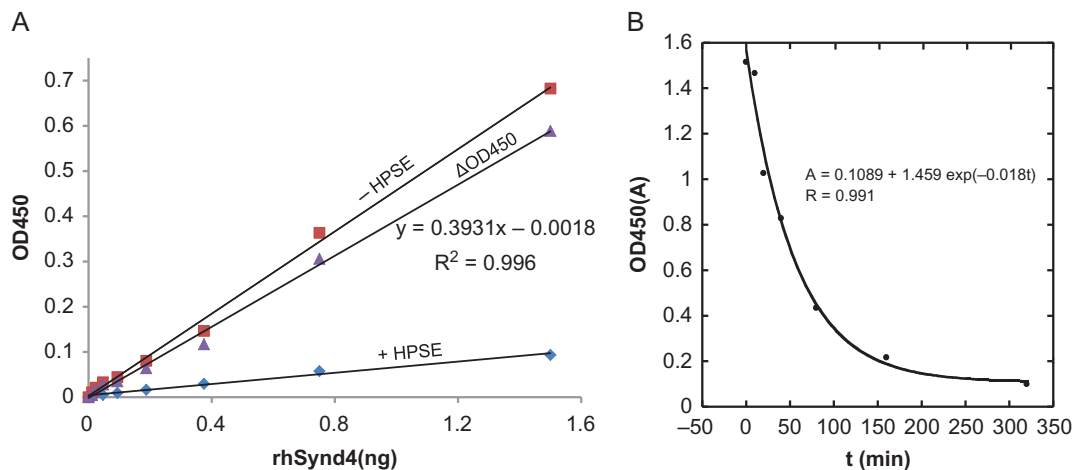 A
OD450
0.7
0.6
0.5
0.4
0.3
0.2
0.1
0
0
0.4
0.8
1.2
1.6
rhSynd4(ng)
– HPSE
ΔOD450
y = 0.3931x – 0.0018
R² = 0.996
+ HPSE
B
OD450(A)
1.6
1.4
1.2
1
0.8
0.6
0.4
0.2
0
–50
0
50
100
150
200
250
300
350
t (min)
A = 0.1089 + 1.459 exp(–0.018t)
R = 0.991